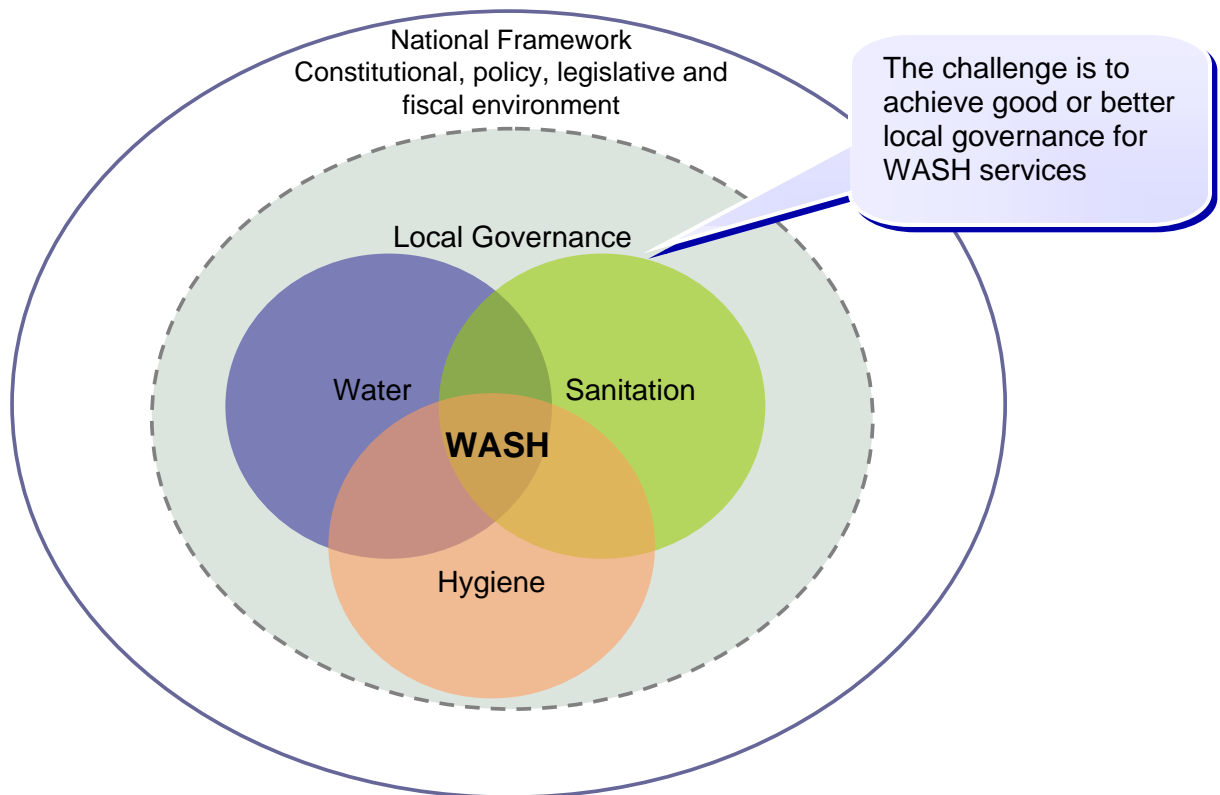 National Framework
Constitutional, policy, legislative and
fiscal environment
The challenge is to
achieve good or better
local governance for
WASH services
Local Governance
Water
Sanitation
WASH
Hygiene